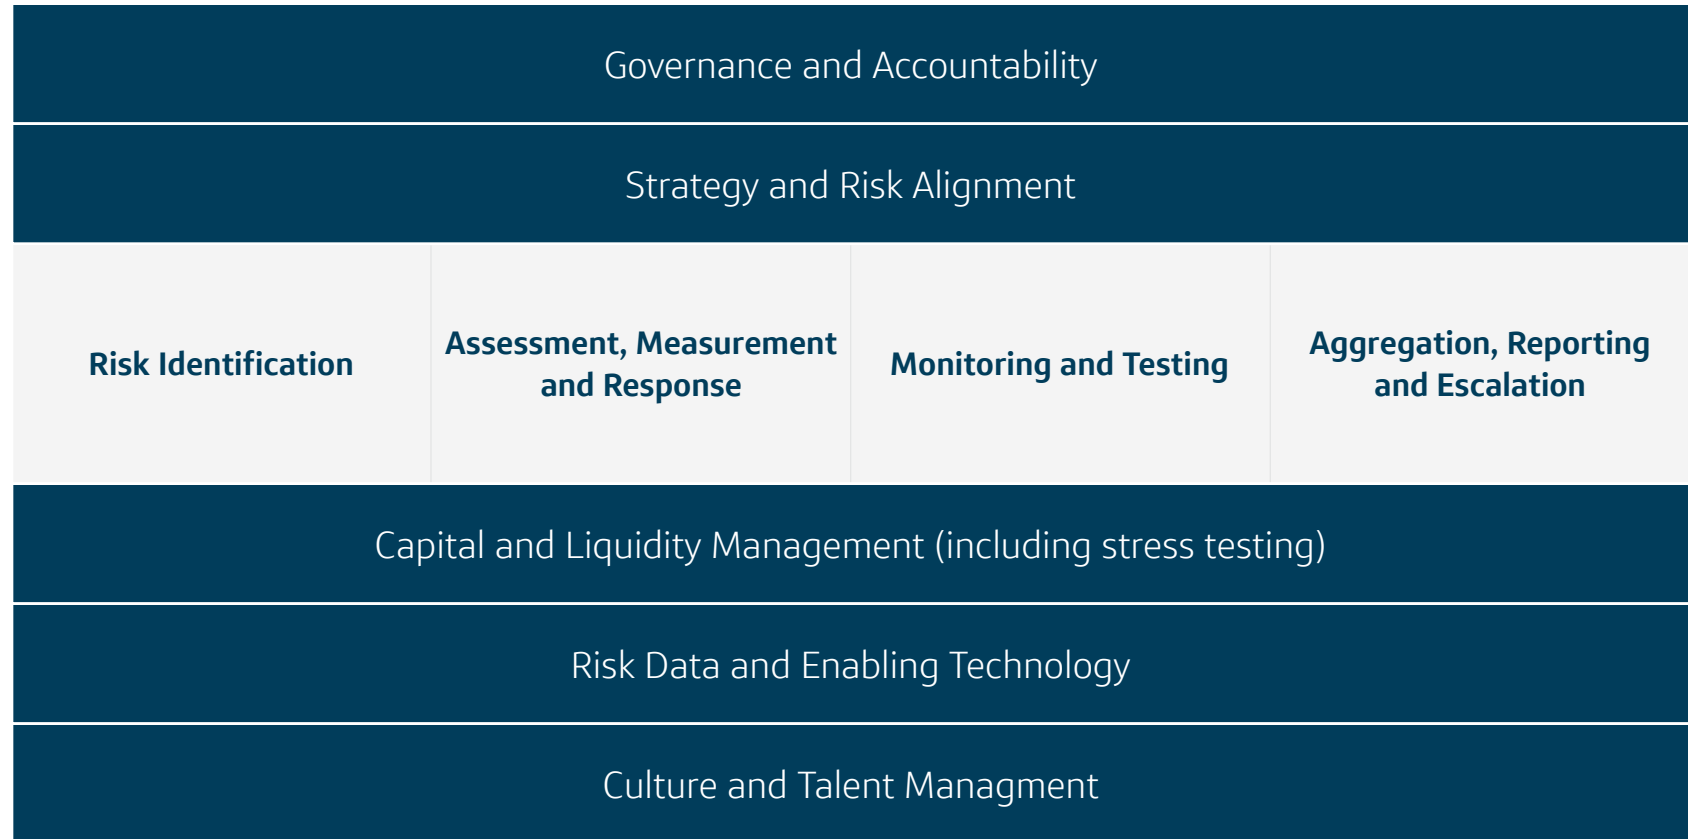 Governance and Accountability
Strategy and Risk Alignment
Risk Identification
Assessment, Measurement
and Response
Monitoring and Testing
Aggregation, Reporting
and Escalation
Capital and Liquidity Management (including stress testing)
Risk Data and Enabling Technology
Culture and Talent Managment